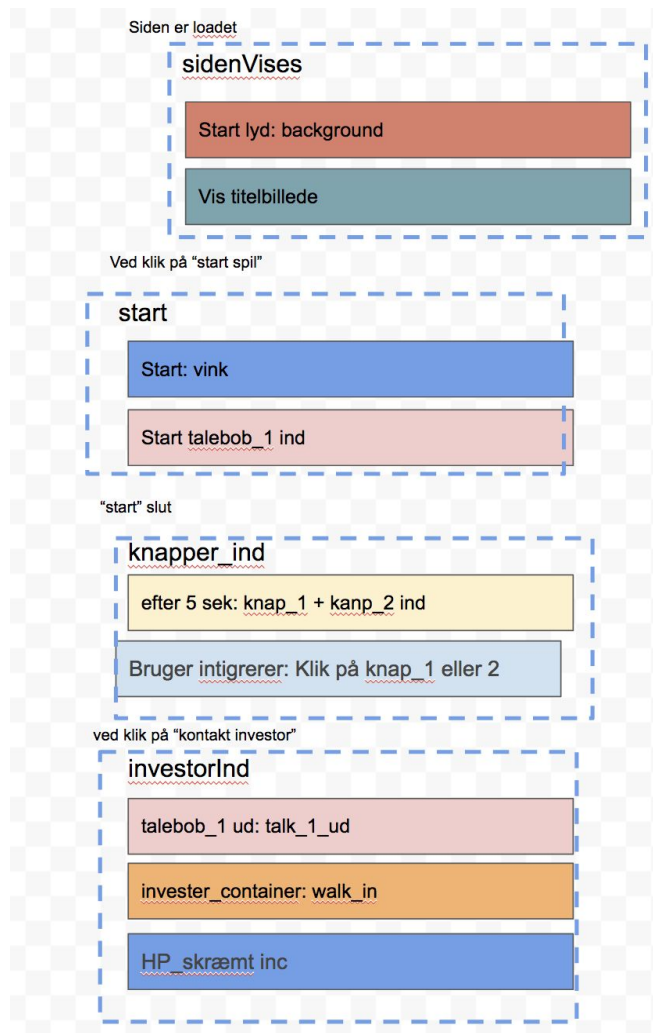 Siden er loadet
sidenVises
Start lyd: background
Vis titelbillede
Ved klik på “start spil”
start
Start: vink
Start talebob_1 ind
“start” slut
knapper_ind
efter 5 sek: knap_1 + kanp_2 ind
Bruger intigrerer: Klik på knap_1 eller 2
ved klik på “kontakt investor”
investorInd
talebob_1 ud: talk_1_ud
invester_container: walk_in
HP_skræmt inc